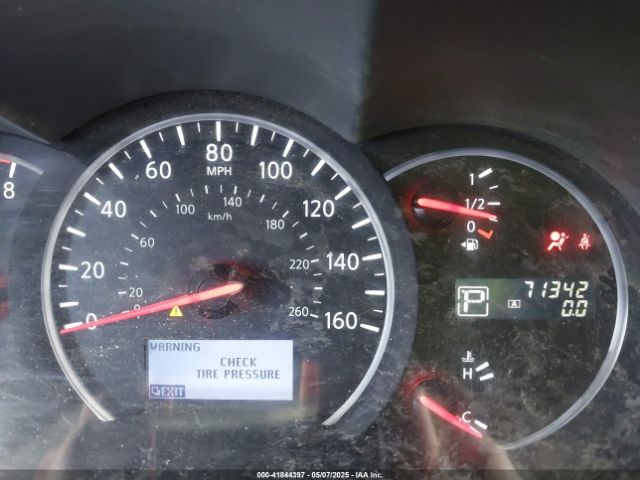 8
0 20 40 60 80 100 120 140 160
MPH
20 60 100 140 180 220 260
km/h
WARNING
CHECK
TIRE PRESSURE
EXIT
1
1/2
0
P
A
71342
0.0
H
C
000-41844397 - 05/07/2025 - IAA Inc.